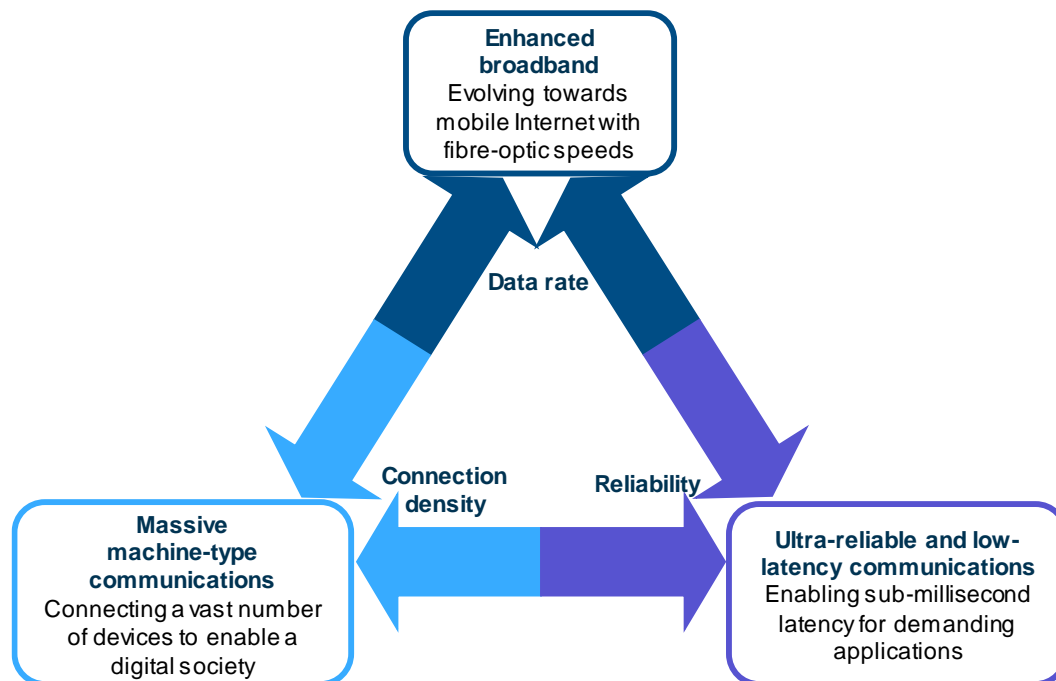 Enhanced
broadband
Evolving towards
mobile Internet with
fibre-optic speeds
Data rate
Connection
density
Reliability
Massive
machine-type
communications
Connecting a vast number
of devices to enable a
digital society
Ultra-reliable and low-
latency communications
Enabling sub-millisecond
latency for demanding
applications